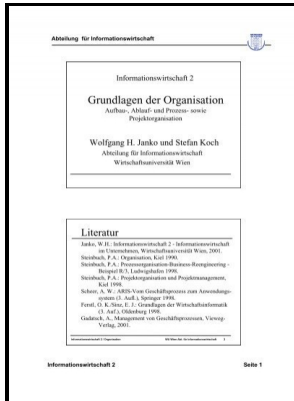 Abteilung für Informationswirtschaft
Informationswirtschaft 2
Grundlagen der Organisation
Aufbau-, Ablauf- und Prozess- sowie
Projektorganisation
Wolfgang H. Janko und Stefan Koch
Abteilung für Informationswirtschaft
Wirtschaftsuniversität Wien
Literatur
Janko, W.H.: Informationswirtschaft 2 - Informationswirtschaft
im Unternehmen, Wirtschaftsuniversität Wien, 2001.
Steinbuch, P.A.: Organisation, Kiel 1990.
Steinbuch, P.A.: Prozessorganisation-Business-Reengineering -
Beispiel R/3, Ludwigshafen 1998.
Steinbuch, P.A.: Projektorganisation und Projektmanagement,
Kiel 1998.
Scheer, A. W.: ARIS-Vom Geschäftsprozess zum Anwendungs-
system (3. Aufl.), Springer 1998.
Ferstl, O. K./Sinz, E. J.: Grundlagen der Wirtschaftsinformatik
(3. Auf.), Oldenburg 1998.
Gadatsch, A., Management von Geschäftsprozessen, Vieweg-
Verlag, 2001.
Informationswirtschaft 2
Seite 1